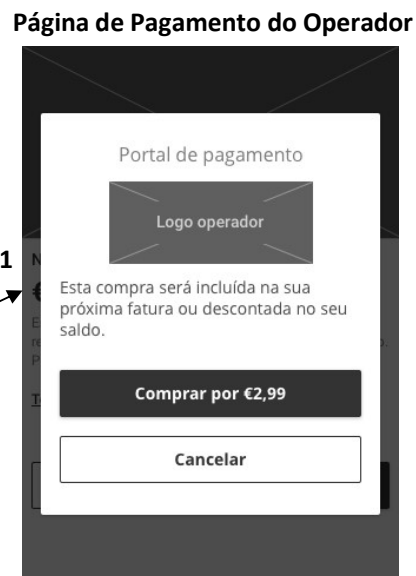 Página de Pagamento do Operador
Portal de pagamento
Logo operador
1
Esta compra será incluída na sua
próxima fatura ou descontada no seu
saldo.
Comprar por €2,99
Cancelar